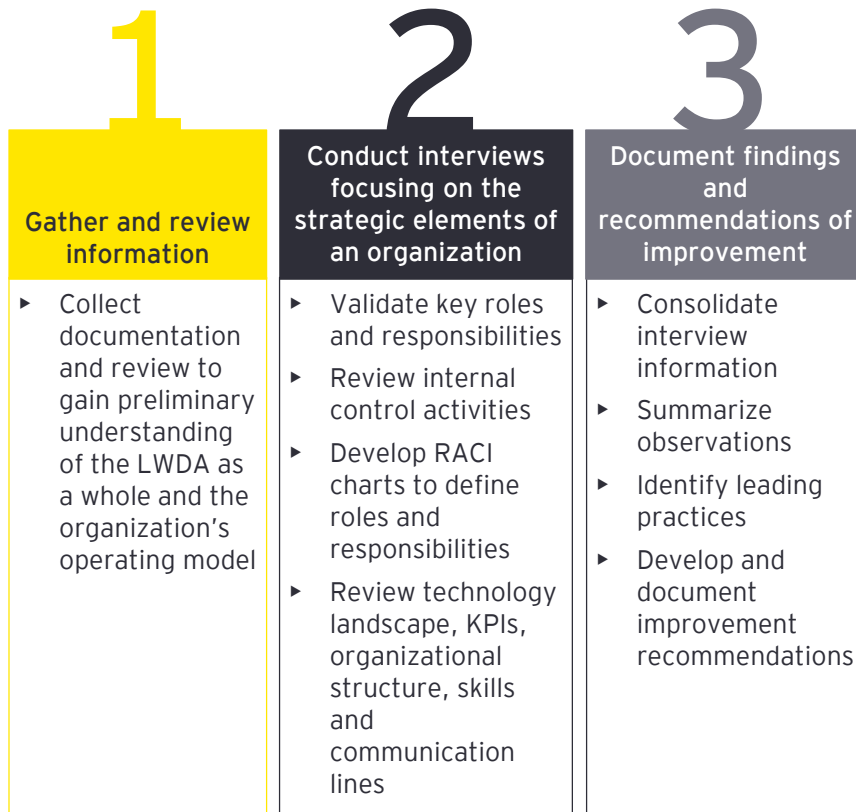 1
Gather and review
information
► Collect
documentation
and review to
gain preliminary
understanding
of the LWDA as
a whole and the
organization's
operating model
2
Conduct interviews
focusing on the
strategic elements of
an organization
► Validate key roles
and responsibilities
► Review internal
control activities
► Develop RACI
charts to define
roles and
responsibilities
► Review technology
landscape, KPIs,
organizational
structure, skills
and
communication
lines
3
Document findings
and
recommendations of
improvement
► Consolidate
interview
information
► Summarize
observations
► Identify leading
practices
► Develop and
document
improvement
recommendations